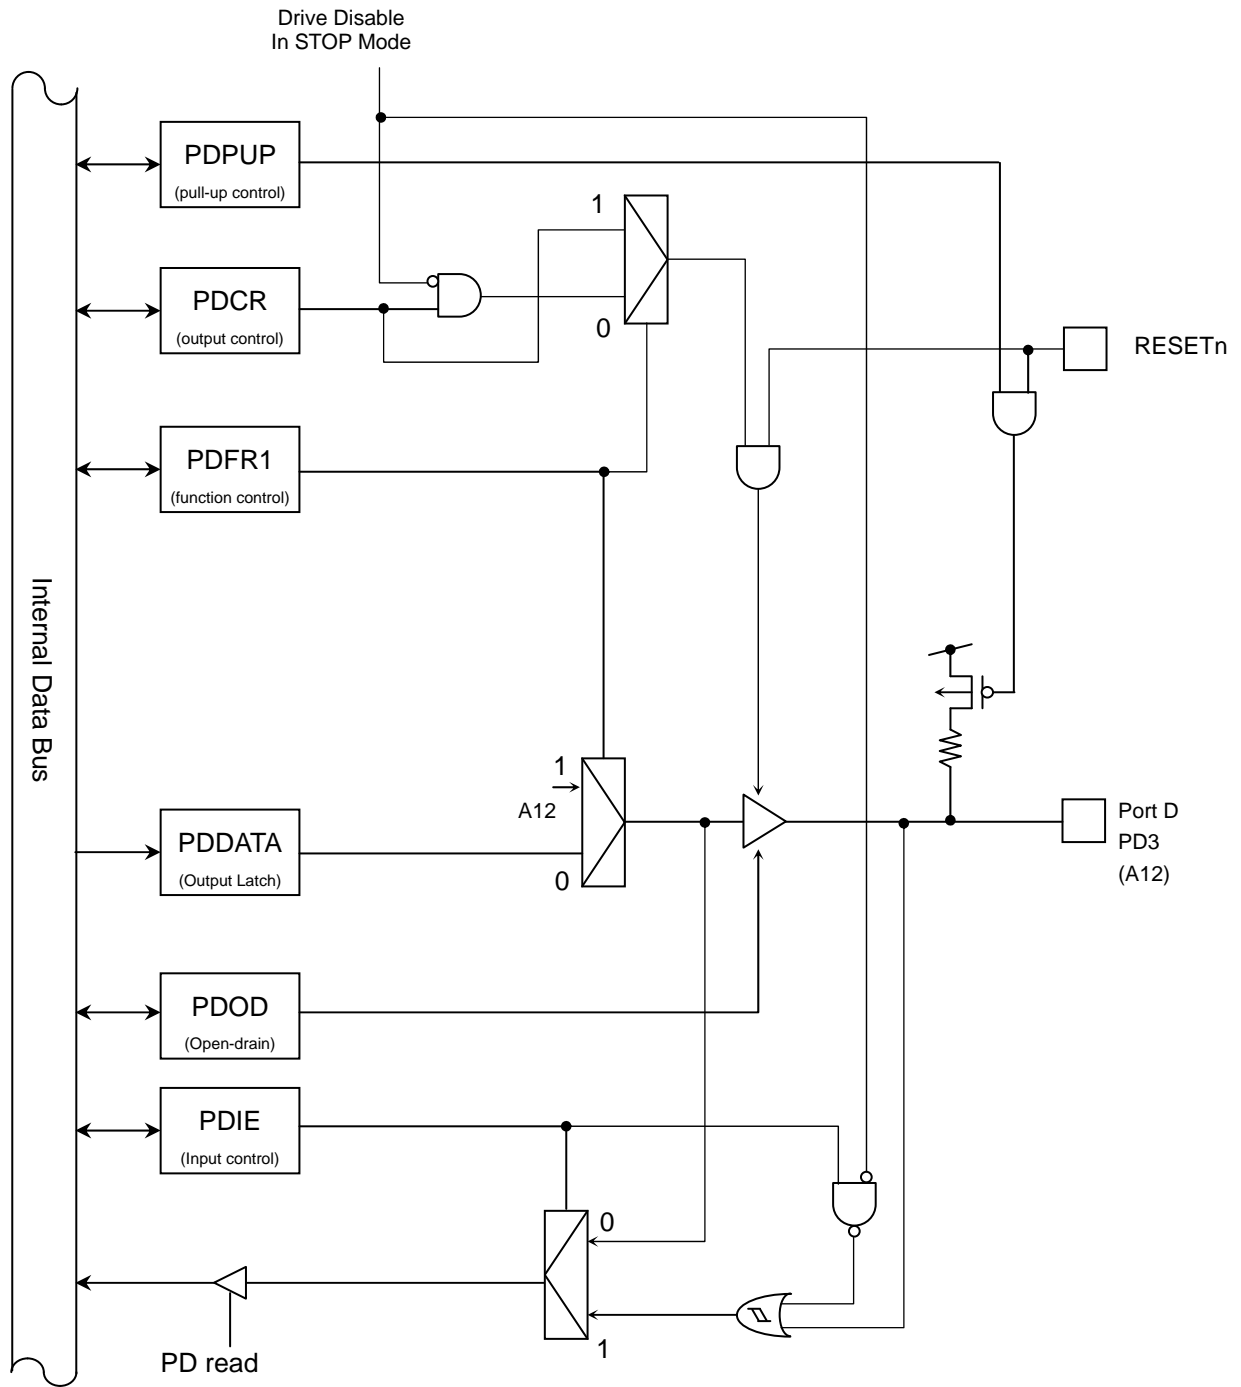 Drive Disable
In STOP Mode
PDPUP
(pull-up control)
1
PDCR
(output control)
0
RESETn
PDFR1
(function control)
Internal Data Bus
1
A12
PDDATA
(Output Latch)
0
Port D
PD3
(A12)
PDOD
(Open-drain)
PDIE
(Input control)
0
1
PD read